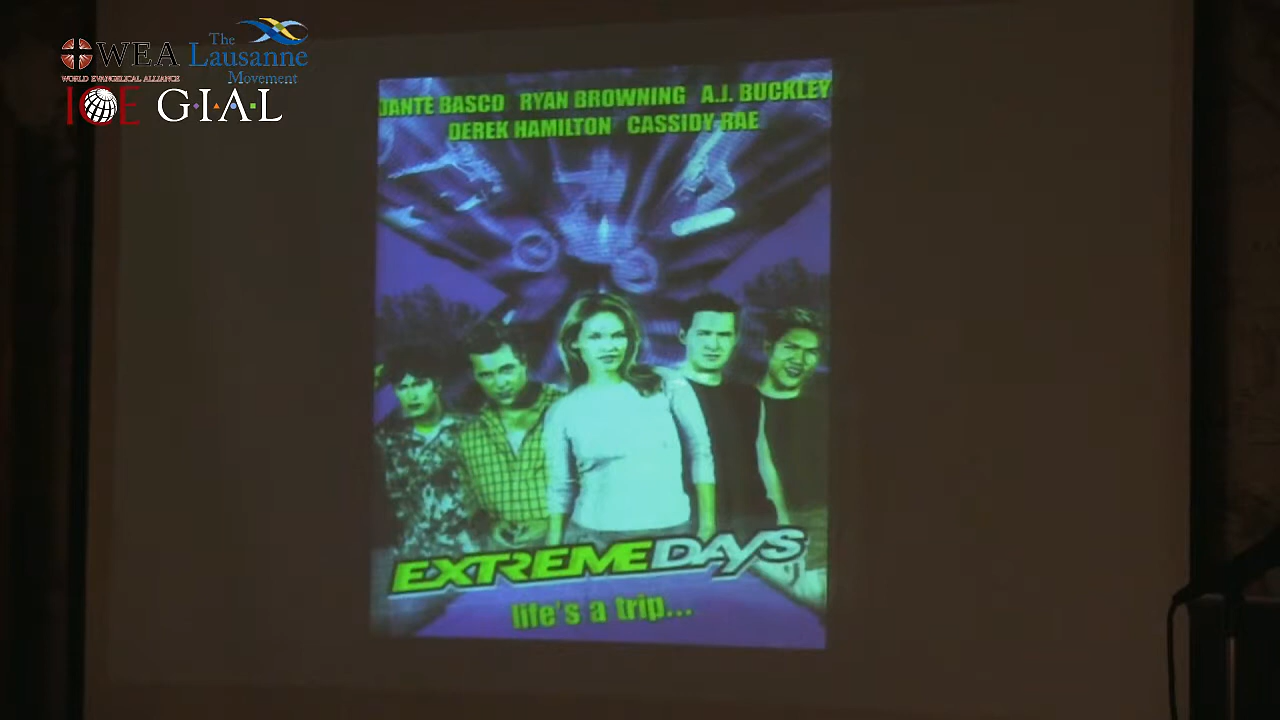 WEA
WORLD EVANGELICAL ALLIANCE
The
Lausanne
Movement
IOE GIAL
DANTE BASCO RYAN BROWNING A.J. BUCKLEY
DEREK HAMILTON CASSIDY RAE
EXTREME DAYS
life's a trip...